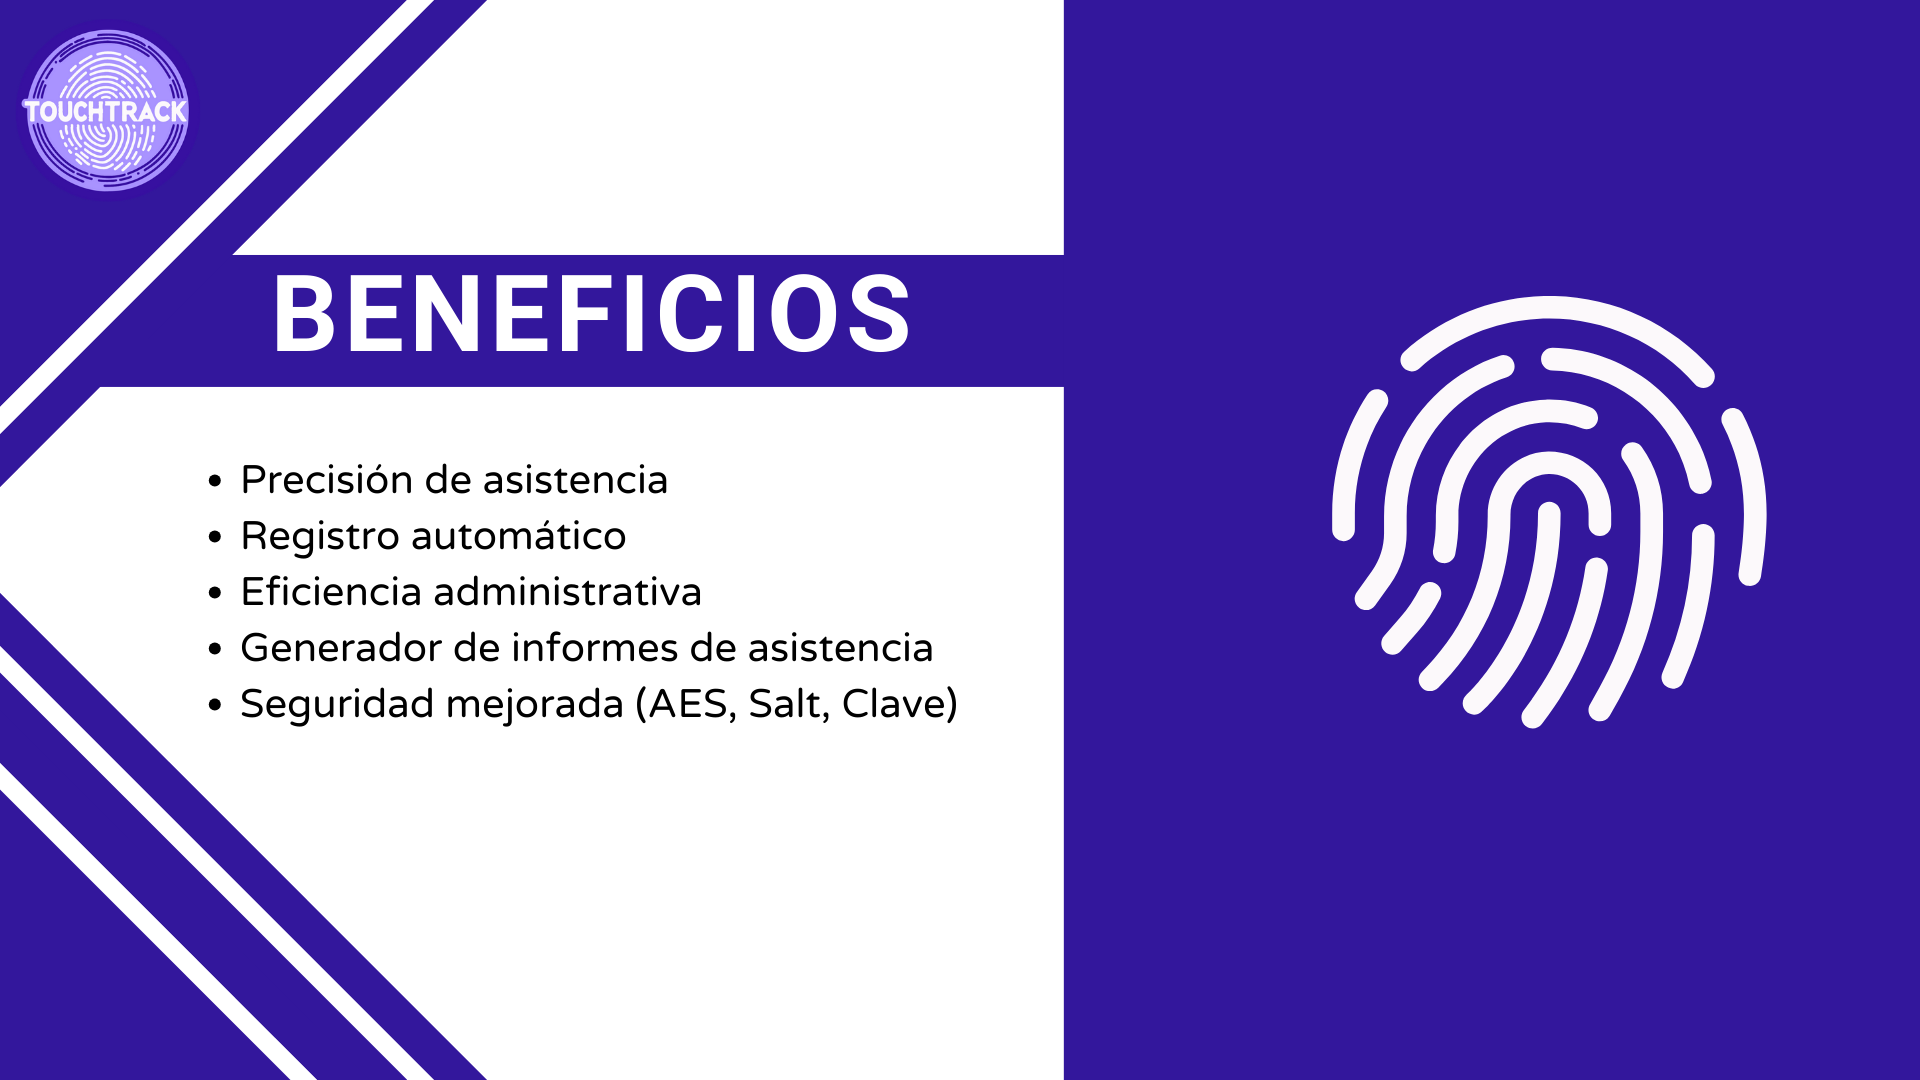 TOUCHTRACK
BENEFICIOS
• Precisión de asistencia
• Registro automático
• Eficiencia administrativa
• Generador de informes de asistencia
• Seguridad mejorada (AES, Salt, Clave)